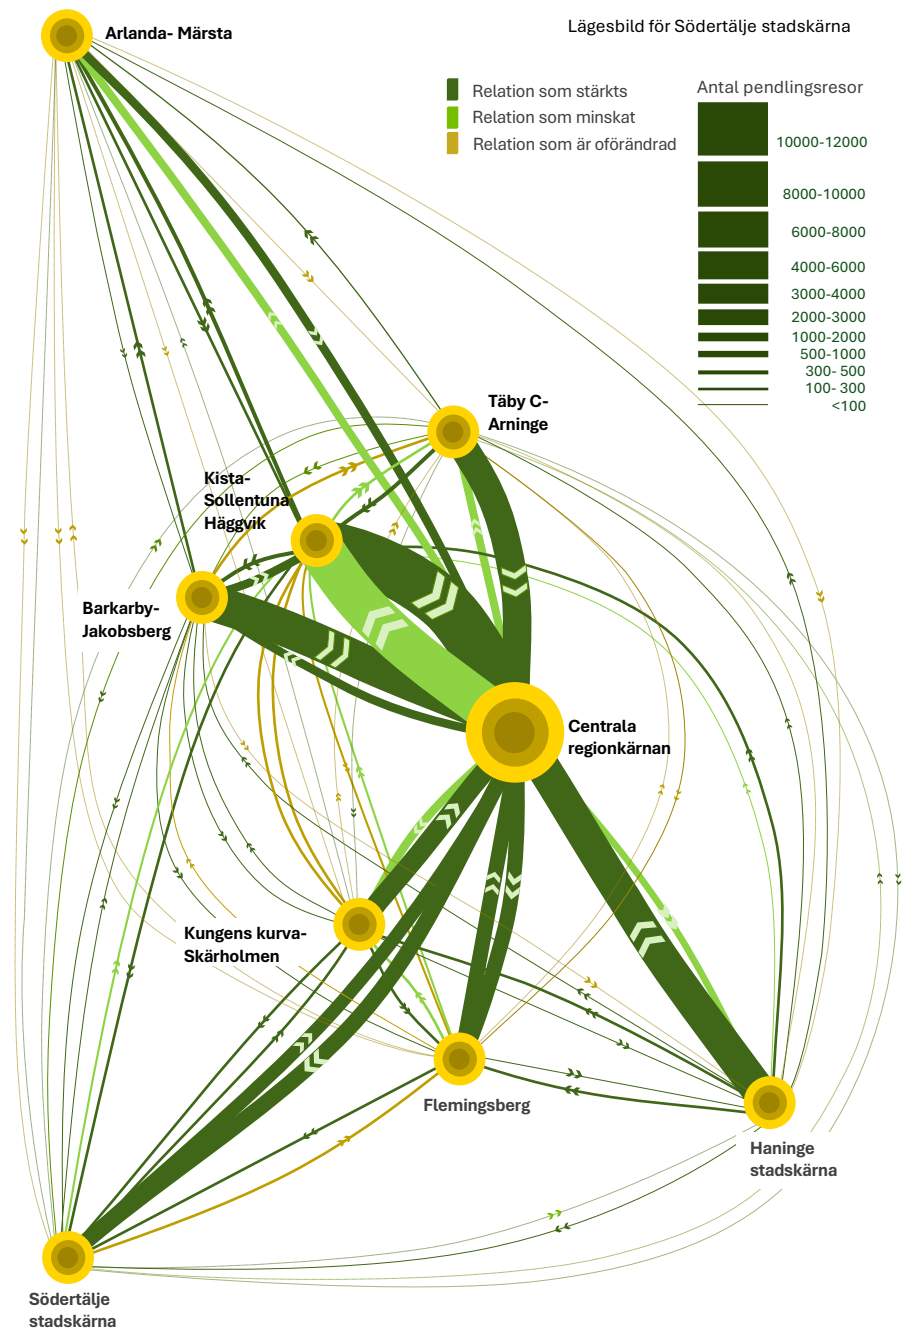 Lägesbild för Södertälje stadskärna
Arlanda- Märsta
Relation som stärkts
Relation som minskat
Relation som är oförändrad
Antal pendlingsresor
10000-12000
8000-10000
6000-8000
4000-6000
3000-4000
2000-3000
1000-2000
500-1000
300- 500
100- 300
<100
Täby C-
Arninge
Kista-
Sollentuna
Häggvik
Barkarby-
Jakobsberg
Centrala
regionkärnan
Kungens kurva-
Skärholmen
Flemingsberg
Haninge
stadskärna
Södertälje
stadskärna